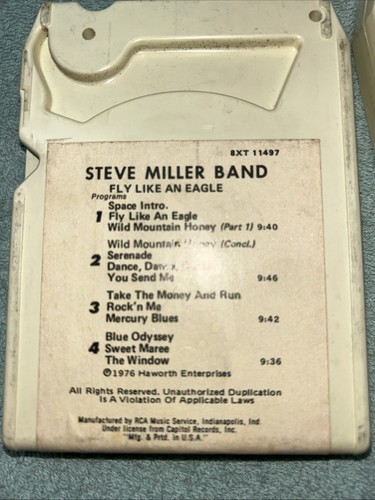 8XT 11497
STEVE MILLER BAND
FLY LIKE AN EAGLE
Programs
Space Intro.
1 Fly Like An Eagle
Wild Mountain Honey (Part 1) 9:40
Wild Mountain Honey (Concl.)
2 Serenade
Dance,
You Send Me 9:46
Take The Money And Run
3 Rock'n Me
Mercury Blues 9:42
Blue Odyssey
4 Sweet Maree
The Window 9:36
℗1976 Haworth Enterprises
All Rights Reserved. Unauthorized Duplication
Is A Violation Of Applicable Laws
Manufactured by RCA Music Service, Indianapolis, Ind.
Under license from Capitol Records, Inc.
"Mfg. & Prtd. in U.S.A."